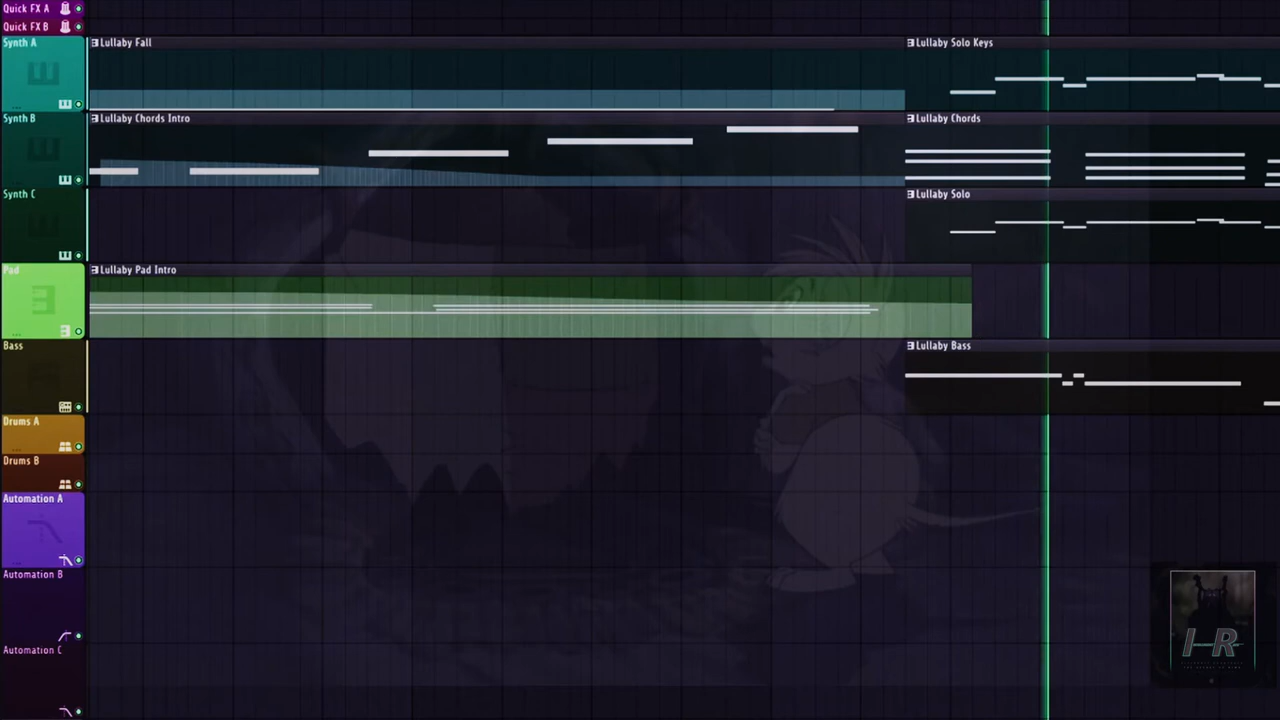 Quick FX A
Quick FX B
Synth A
Lullaby Fall
Lullaby Solo Keys
Synth B
Lullaby Chords Intro
Lullaby Chords
Synth C
Lullaby Solo
Pad
Lullaby Pad Intro
Bass
Lullaby Bass
Drums A
Drums B
Automation A
Automation B
Automation C